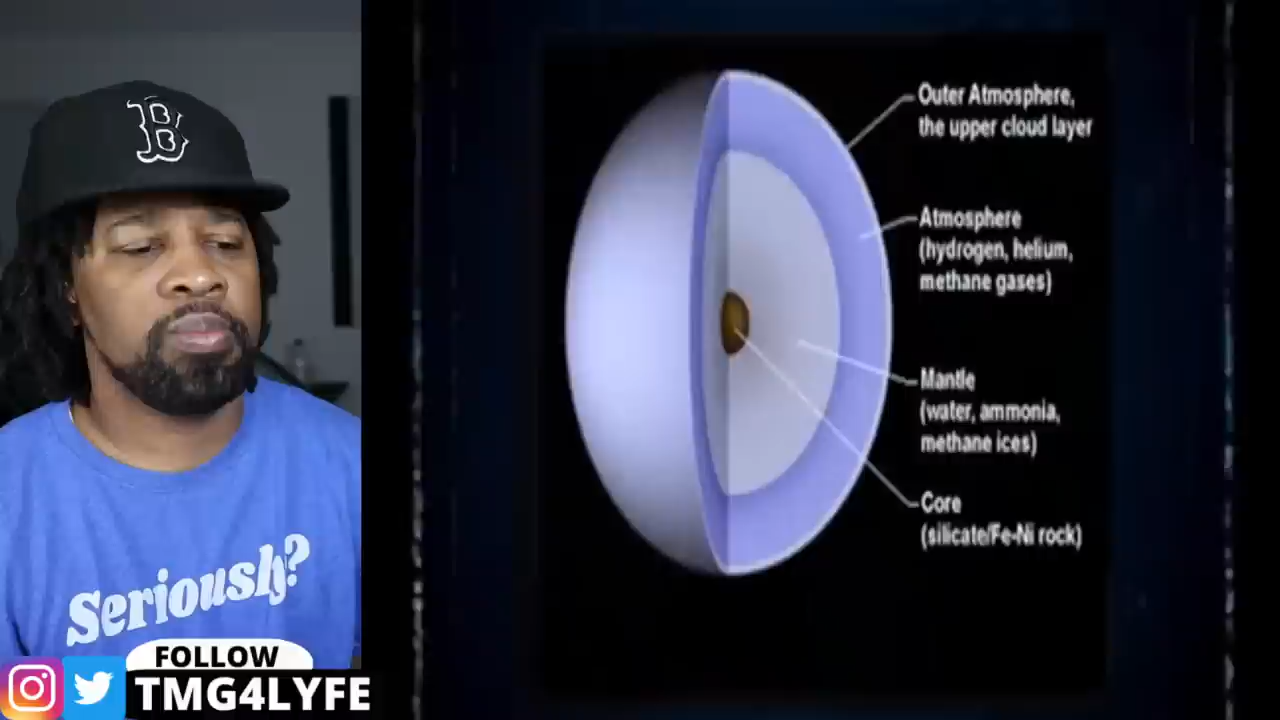 B
Outer Atmosphere,
the upper cloud layer
Atmosphere
(hydrogen, helium,
methane gases)
Mantle
(water, ammonia,
methane ices)
Core
(silicate/Fe-Ni rock)
Seriously?
FOLLOW
TMG4LYFE